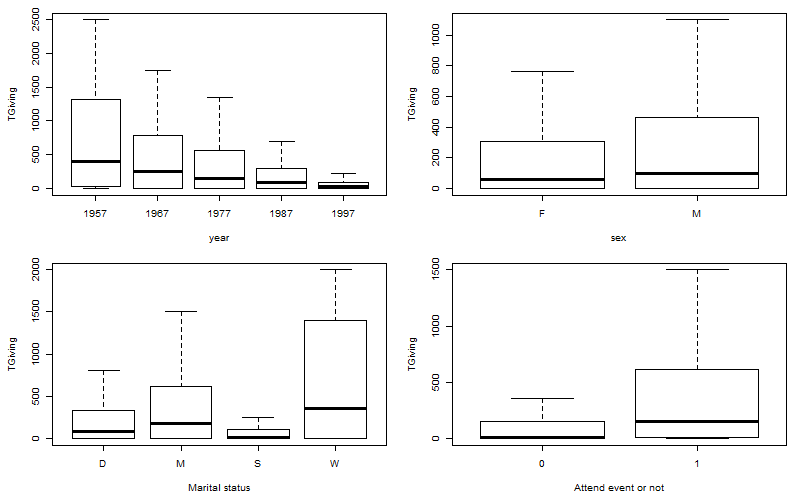 TGiving
0 500 1000 1500 2000 2500
1957 1967 1977 1987 1997
year
TGiving
0 200 400 600 800 1000
F M
sex
TGiving
0 500 1000 1500 2000
D M S W
Marital status
TGiving
0 500 1000 1500
0 1
Attend event or not